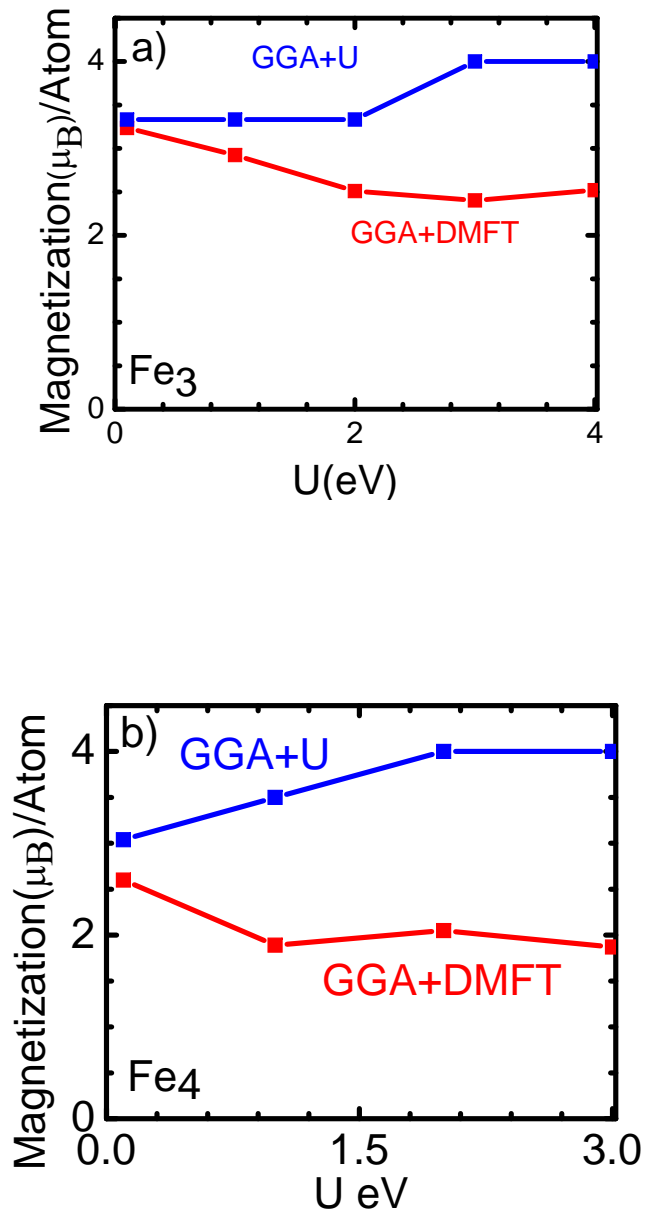 a)
GGA+U
GGA+DMFT
Fe3
Magnetization(μB)/Atom
4
2
0
0 2 4
U(eV)
b)
GGA+U
GGA+DMFT
Fe4
Magnetization(μB)/Atom
4
2
0
0.0 1.5 3.0
U eV